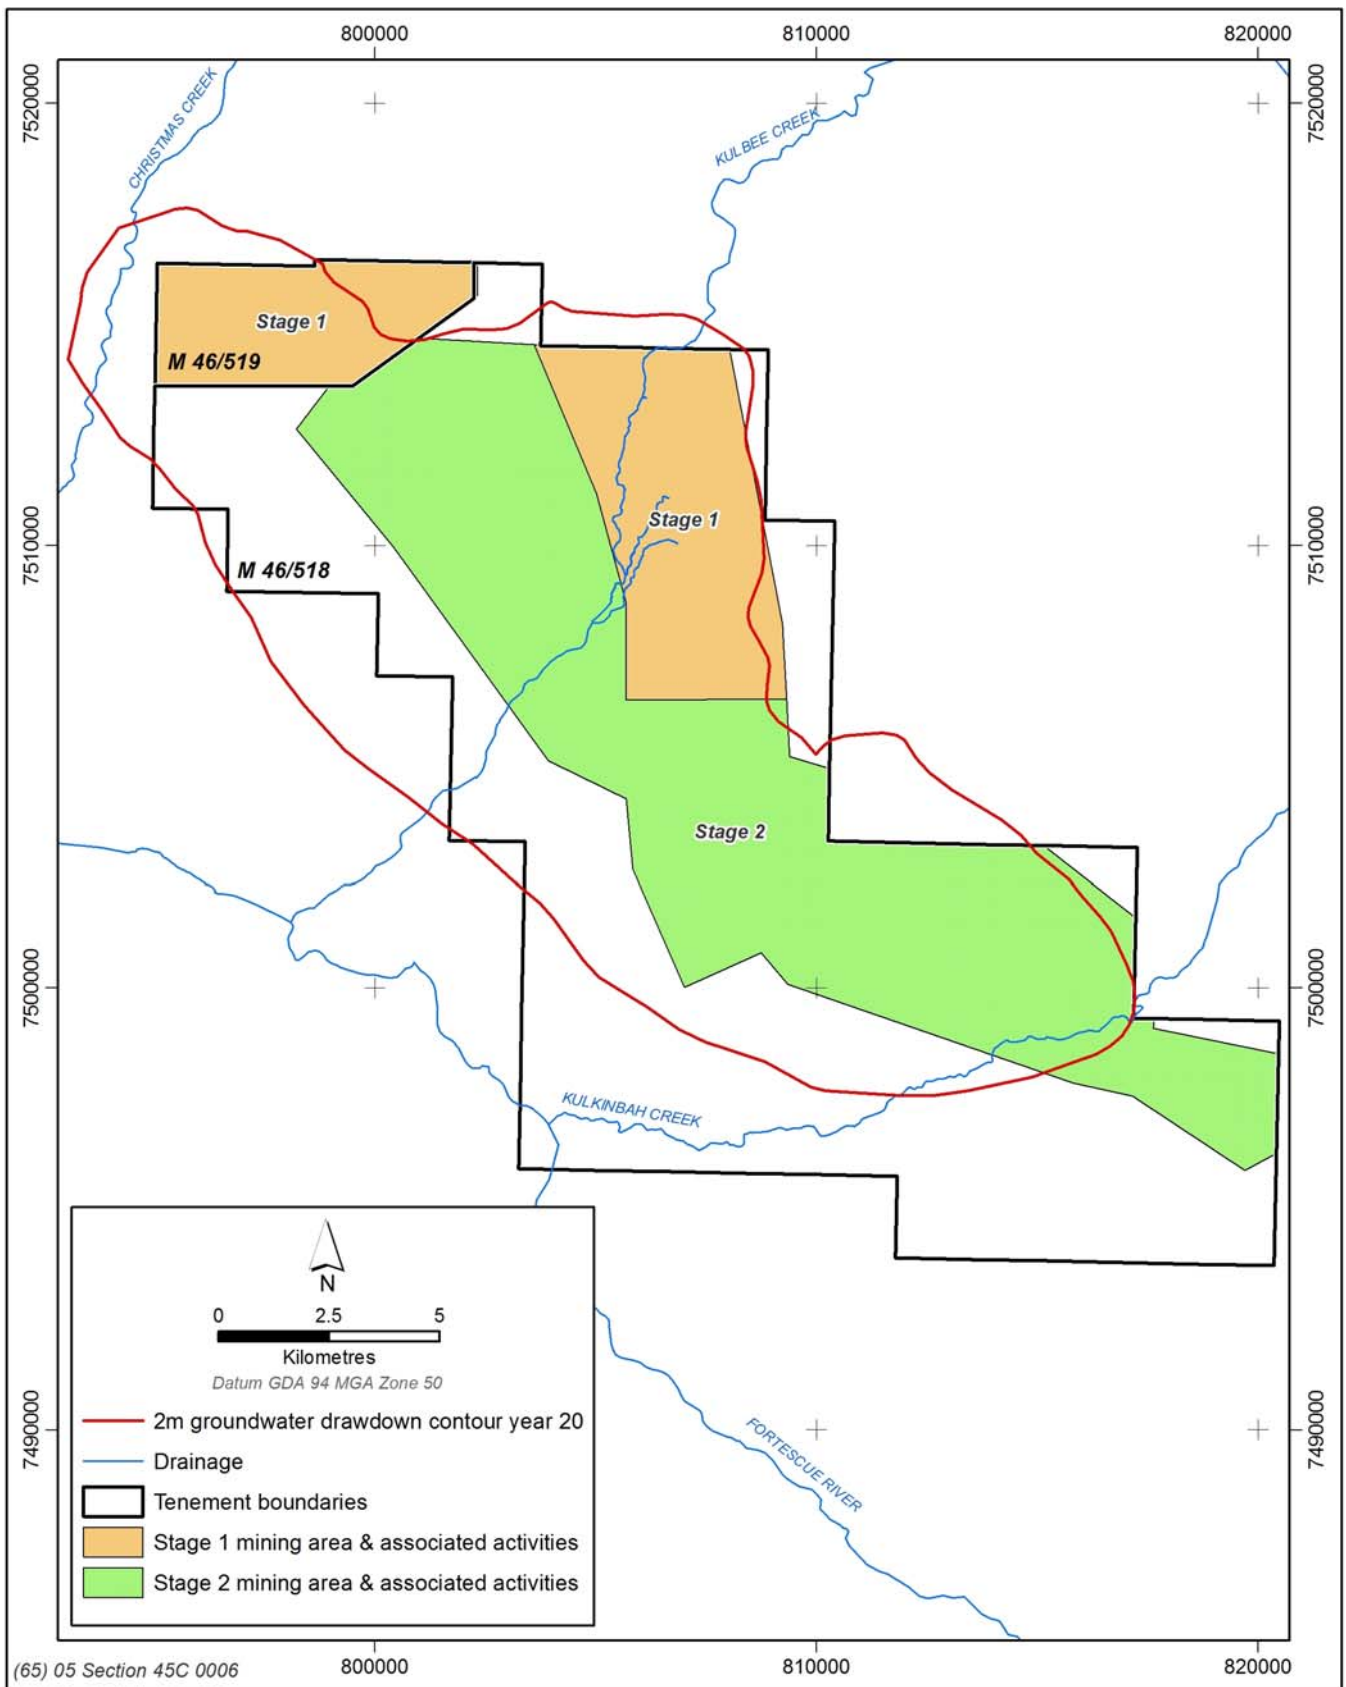 800000
810000
820000
7520000
7520000
CHRISTMAS CREEK
KULBEE CREEK
Stage 1
M 46/519
Stage 1
7510000
7510000
M 46/518
Stage 2
7500000
7500000
KULKINBAH CREEK
N
0 2.5 5
Kilometres
Datum GDA 94 MGA Zone 50
2m groundwater drawdown contour year 20
Drainage
Tenement boundaries
Stage 1 mining area & associated activities
Stage 2 mining area & associated activities
7490000
7490000
FORTESCUE RIVER
(65) 05 Section 45C 0006
800000
810000
820000